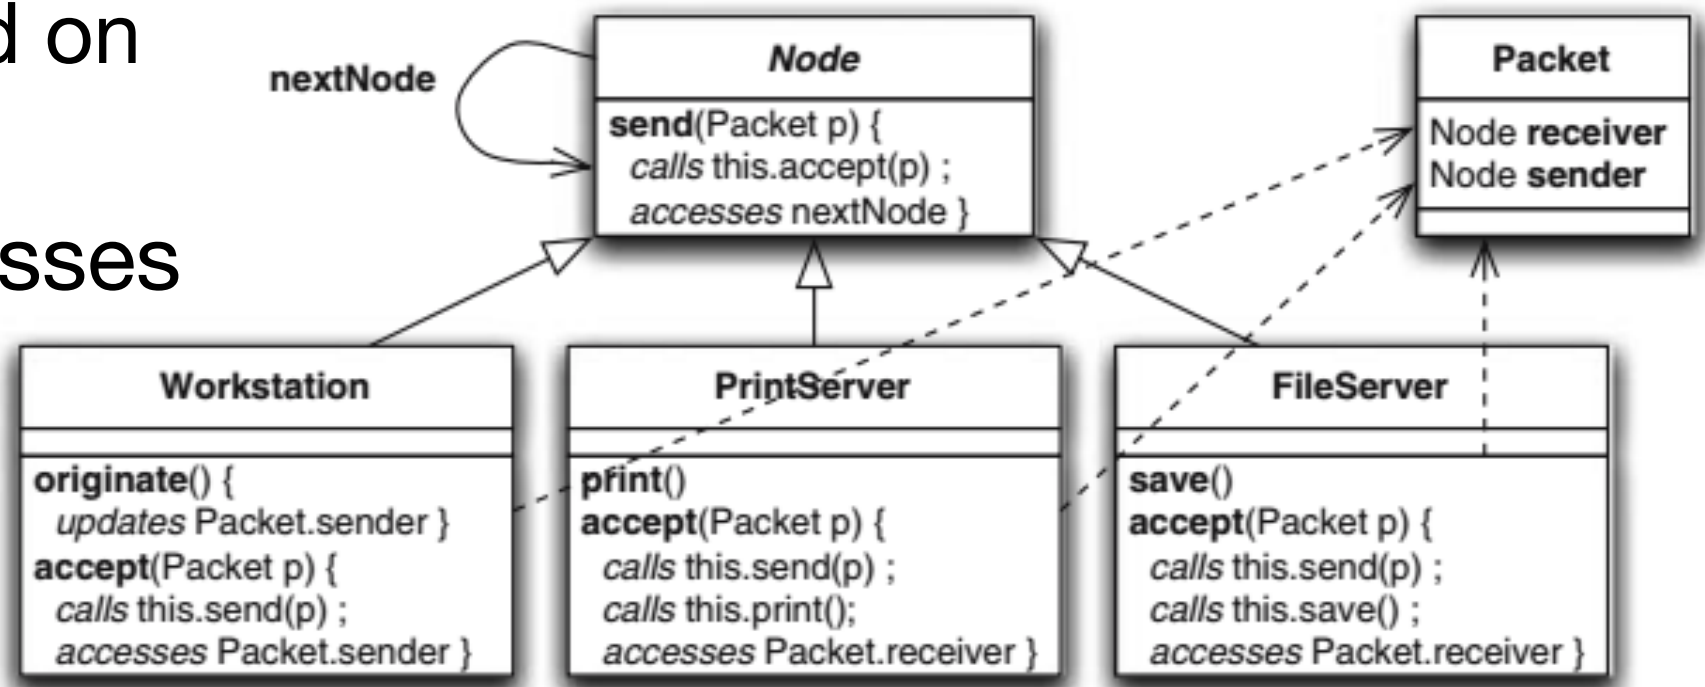 d on
sses
nextNode
Node
send(Packet p) {
calls this.accept(p) ;
accesses nextNode }
Packet
Node receiver
Node sender
Workstation
originate() {
updates Packet.sender }
accept(Packet p) {
calls this.send(p) ;
accesses Packet.sender }
PrintServer
print()
accept(Packet p) {
calls this.send(p) ;
calls this.print();
accesses Packet.receiver }
FileServer
save()
accept(Packet p) {
calls this.send(p) ;
calls this.save() ;
accesses Packet.receiver }